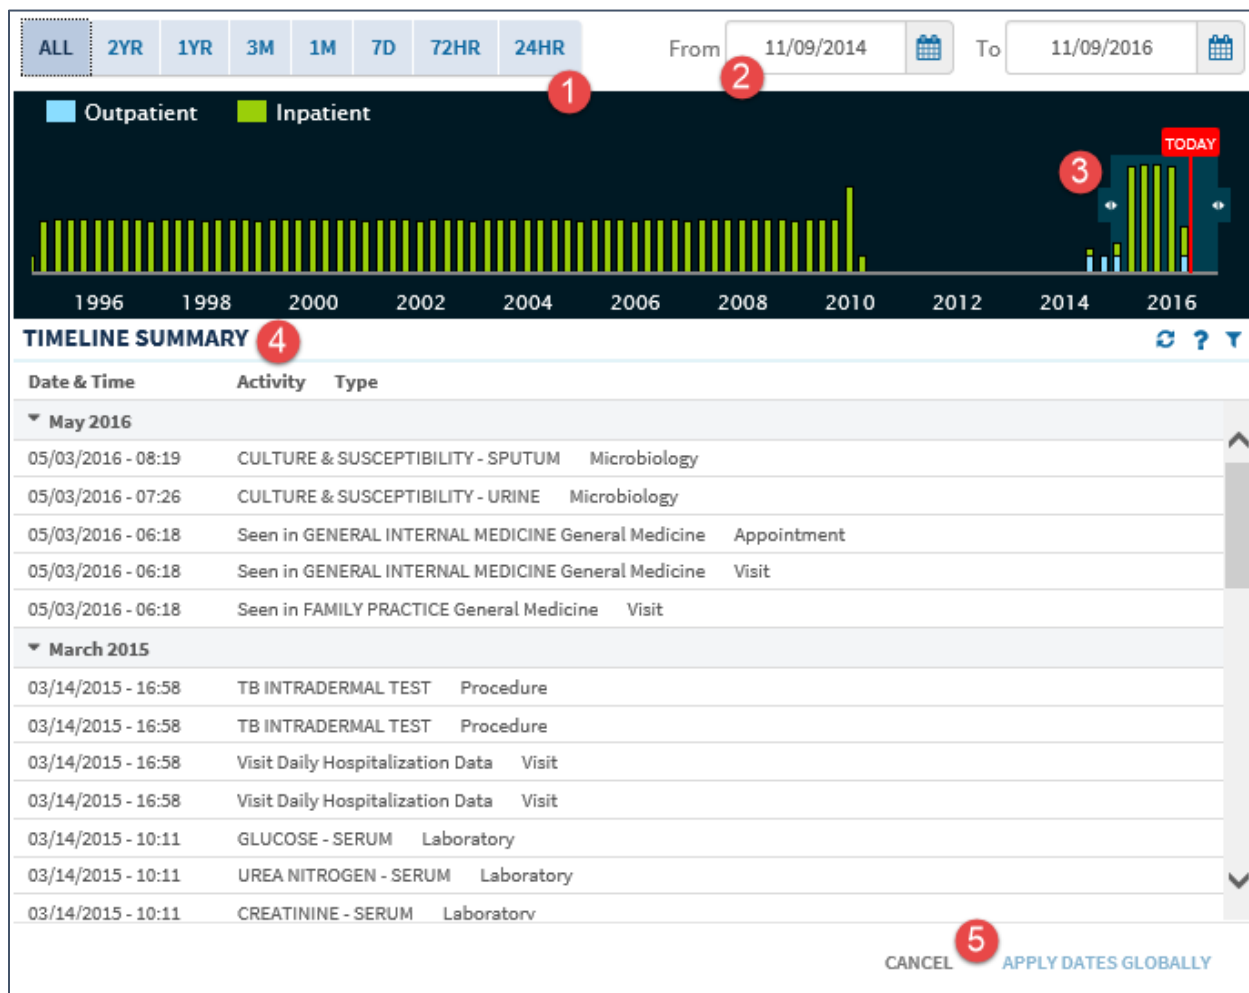 ALL 2YR 1YR 3M 1M 7D 72HR 24HR From 11/09/2014 To 11/09/2016
1 2
Outpatient Inpatient
TODAY
3
1996 1998 2000 2002 2004 2006 2008 2010 2012 2014 2016
TIMELINE SUMMARY 4 ?
Date & Time Activity Type
May 2016
05/03/2016 - 08:19 CULTURE & SUSCEPTIBILITY - SPUTUM Microbiology
05/03/2016 - 07:26 CULTURE & SUSCEPTIBILITY - URINE Microbiology
05/03/2016 - 06:18 Seen in GENERAL INTERNAL MEDICINE General Medicine Appointment
05/03/2016 - 06:18 Seen in GENERAL INTERNAL MEDICINE General Medicine Visit
05/03/2016 - 06:18 Seen in FAMILY PRACTICE General Medicine Visit
March 2015
03/14/2015 - 16:58 TB INTRADERMAL TEST Procedure
03/14/2015 - 16:58 TB INTRADERMAL TEST Procedure
03/14/2015 - 16:58 Visit Daily Hospitalization Data Visit
03/14/2015 - 16:58 Visit Daily Hospitalization Data Visit
03/14/2015 - 10:11 GLUCOSE - SERUM Laboratory
03/14/2015 - 10:11 UREA NITROGEN - SERUM Laboratory
03/14/2015 - 10:11 CREATININE - SERUM Laboratory
CANCEL 5 APPLY DATES GLOBALLY